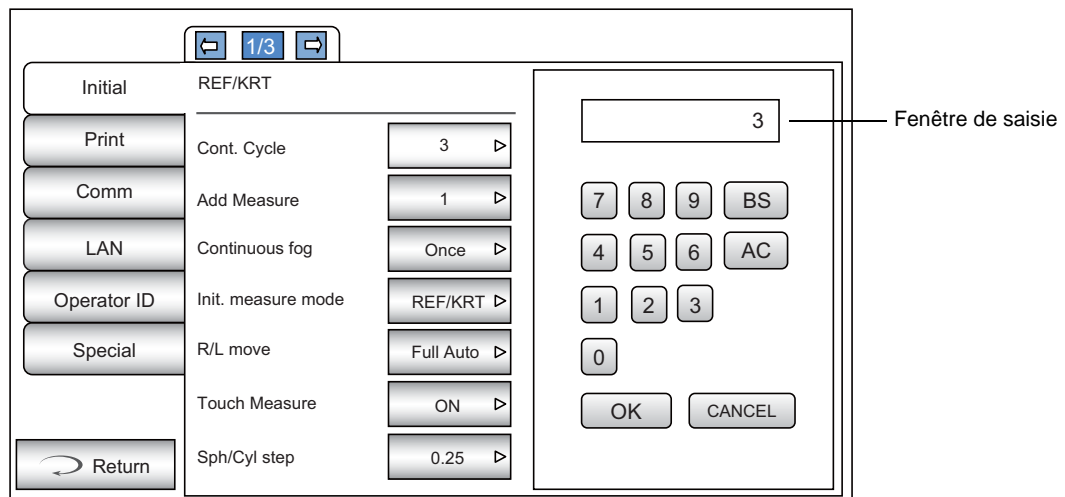 1/3
Initial
Print
Comm
LAN
Operator ID
Special
Return
REF/KRT
Cont. Cycle 3
Add Measure 1
Continuous fog Once
Init. measure mode REF/KRT
R/L move Full Auto
Touch Measure ON
Sph/Cyl step 0.25
3
Fenêtre de saisie
7 8 9 BS
4 5 6 AC
1 2 3
0
OK CANCEL